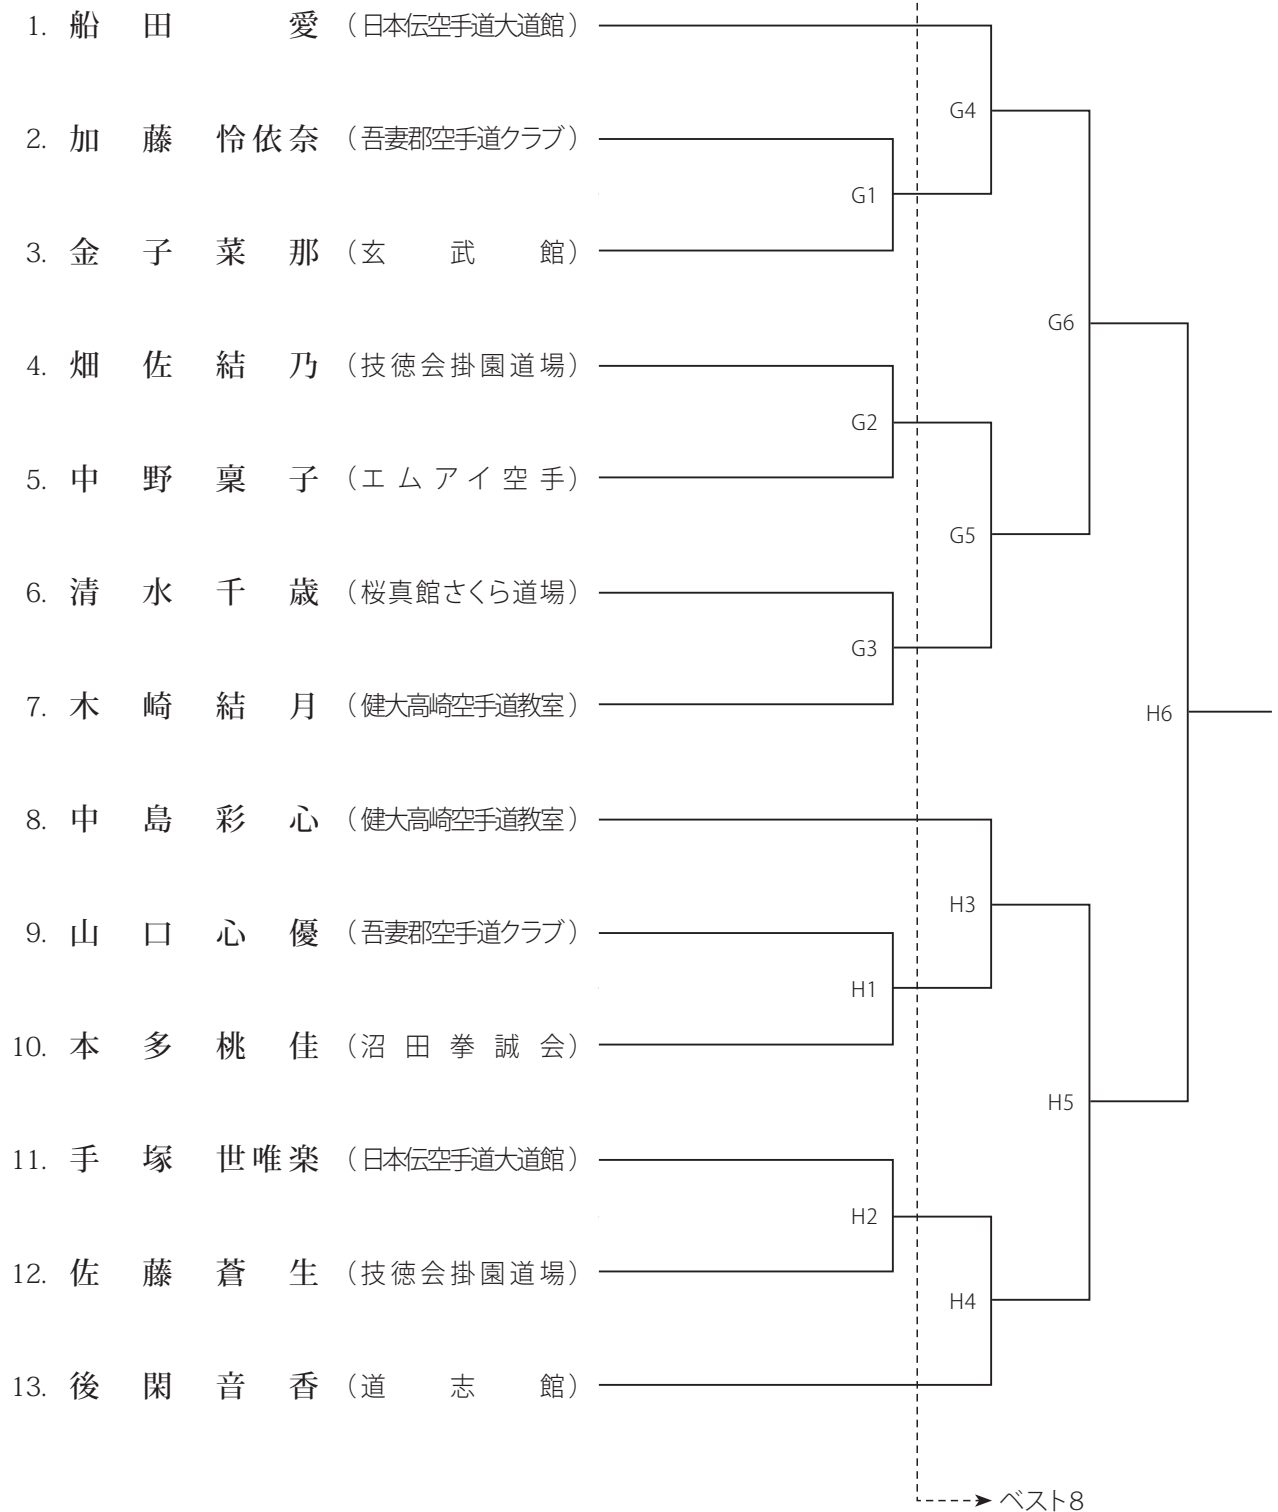 1. 船田 愛 （日本伝空手道大道館）
G4
2. 加藤 怜依奈 （吾妻郡空手道クラブ）
G1
3. 金子菜那 （玄武館）
G6
4. 畑佐結乃 （技徳会掛園道場）
G2
5. 中野稟子 （エムアイ空手）
G5
6. 清水千歳 （桜真館さくら道場）
G3
7. 木崎結月 （健大高崎空手道教室）
H6
8. 中島彩心 （健大高崎空手道教室）
H3
9. 山口心優 （吾妻郡空手道クラブ）
H1
10. 本多桃佳 （沼田拳誠会）
H5
11. 手塚 世唯楽 （日本伝空手道大道館）
H2
12. 佐藤蒼生 （技徳会掛園道場）
H4
13. 後閑音香 （道志館）
ベスト8